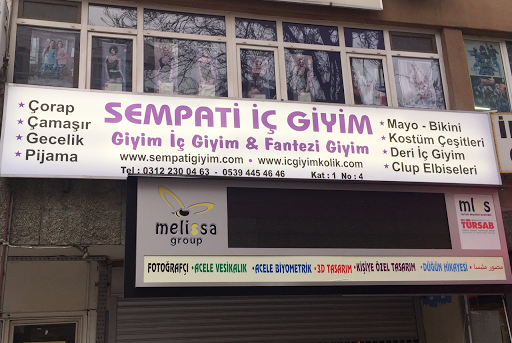 SEMPATİ İÇ GİYİM
Giyim İç Giyim & Fantezi Giyim
www.sempatigiyim.com • www.icgiyimkolik.com
Tel : 0312 230 04 63 - 0539 445 46 46 Kat : 1 No : 4
★ Çorap
★ Çamaşır
★ Gecelik
★ Pijama
★ Mayo - Bikini
★ Kostüm Çeşitleri
★ Deri İç Giyim
★ Clup Elbiseleri
melissa
group
TÜRSAB
FOTOĞRAFÇI •ACELE VESİKALIK •ACELE BİYOMETRİK •3D TASARIM •KİŞİYE ÖZEL TASARIM •DÜĞÜN HİKAYESİ • مصور مليسا